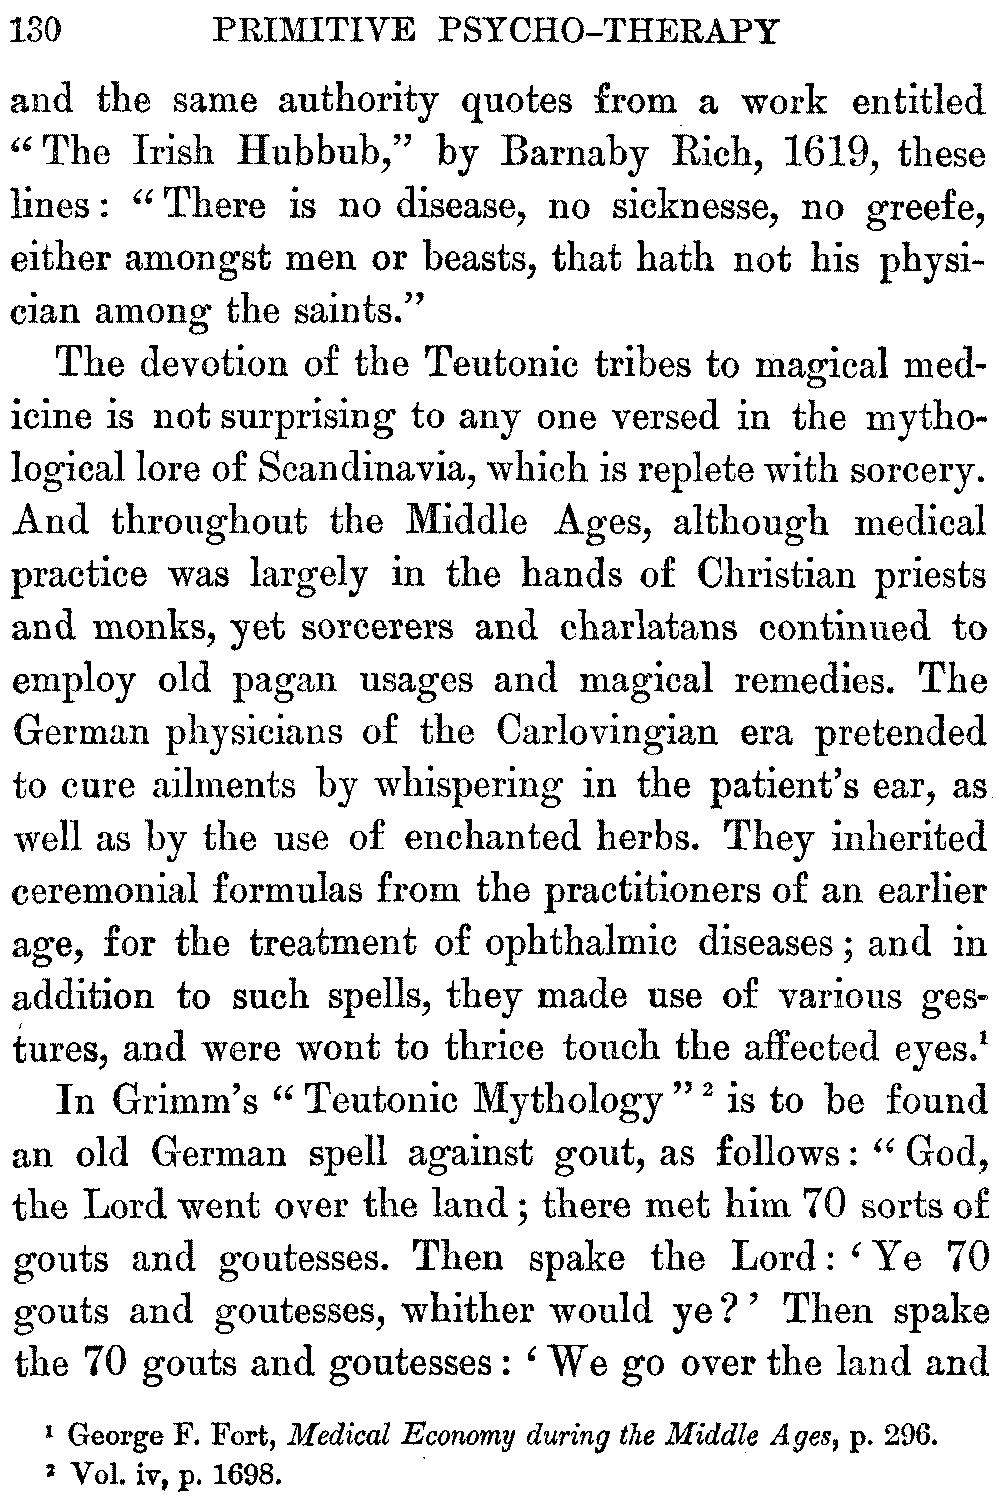 130 PRIMITIVE PSYCHO-THERAPY
and the same authority quotes from a work entitled
“The Irish Hubbub,” by Barnaby Rich, 1619, these
lines: “There is no disease, no sicknesse, no greefe,
either amongst men or beasts, that hath not his physi-
cian among the saints.”
The devotion of the Teutonic tribes to magical med-
icine is not surprising to any one versed in the mytho-
logical lore of Scandinavia, which is replete with sorcery.
And throughout the Middle Ages, although medical
practice was largely in the hands of Christian priests
and monks, yet sorcerers and charlatans continued to
employ old pagan usages and magical remedies. The
German physicians of the Carlovingian era pretended
to cure ailments by whispering in the patient’s ear, as
well as by the use of enchanted herbs. They inherited
ceremonial formulas from the practitioners of an earlier
age, for the treatment of ophthalmic diseases; and in
addition to such spells, they made use of various ges-
tures, and were wont to thrice touch the affected eyes.¹
In Grimm’s “Teutonic Mythology”² is to be found
an old German spell against gout, as follows: “God,
the Lord went over the land; there met him 70 sorts of
gouts and goutesses. Then spake the Lord: ‘Ye 70
gouts and goutesses, whither would ye?’ Then spake
the 70 gouts and goutesses: ‘We go over the land and
¹ George F. Fort, Medical Economy during the Middle Ages, p. 296.
² Vol. iv, p. 1698.